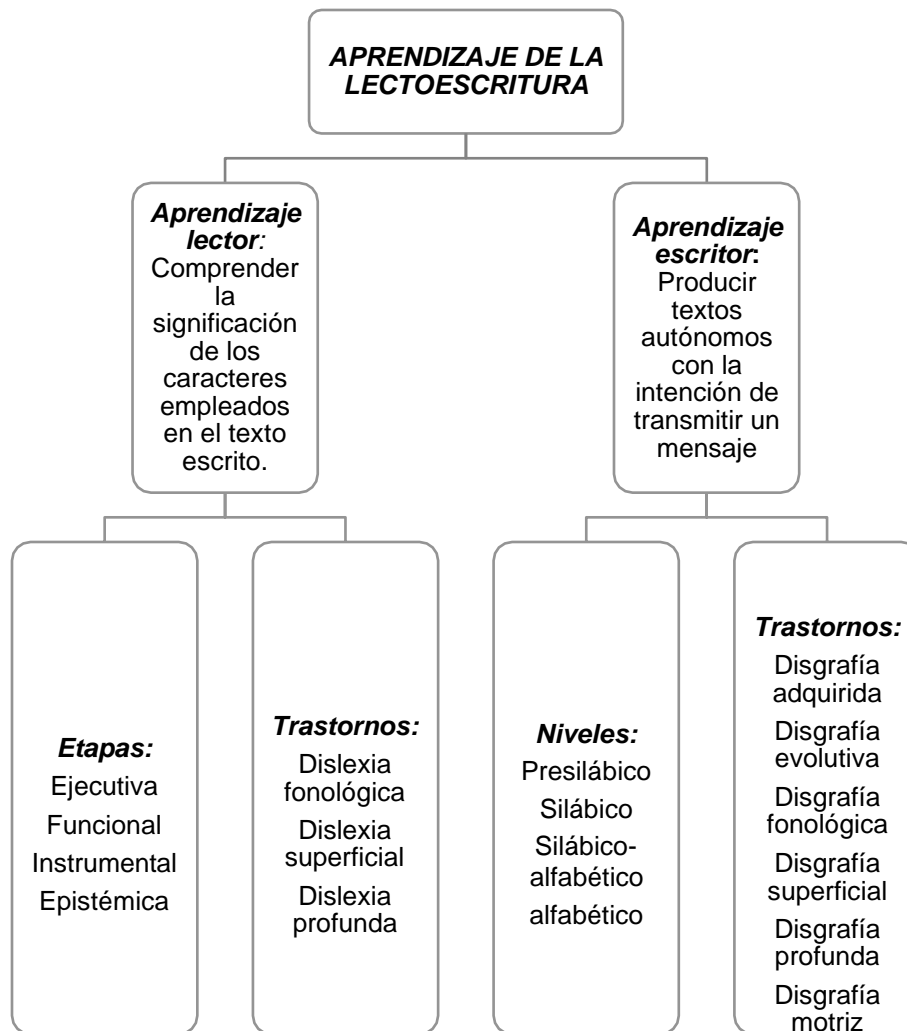 APRENDIZAJE DE LA
LECTOESCRITURA
Aprendizaje
lector:
Comprender
la
significación
de los
caracteres
empleados
en el texto
escrito.
Aprendizaje
escritor:
Producir
textos
autónomos
con la
intención de
transmitir un
mensaje
Etapas:
Ejecutiva
Funcional
Instrumental
Epistémica
Trastornos:
Dislexia
fonológica
Dislexia
superficial
Dislexia
profunda
Niveles:
Presilábico
Silábico
Silábico-
alfabético
alfabético
Trastornos:
Disgrafía
adquirida
Disgrafía
evolutiva
Disgrafía
fonológica
Disgrafía
superficial
Disgrafía
profunda
Disgrafía
motriz